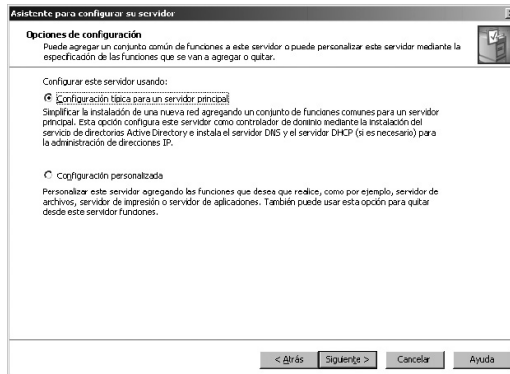 Asistente para configurar su servidor
Opciones de configuración
Puede agregar un conjunto común de funciones a este servidor o puede personalizar este servidor mediante la
especificación de las funciones que se van a agregar o quitar.
Configurar este servidor usando:
Configuración típica para un servidor principal
Simplificar la instalación de una nueva red agregando un conjunto de funciones comunes para un servidor
principal. Esta opción configura este servidor como controlador de dominio mediante la instalación del
servicio de directorios Active Directory e instala el servidor DNS y el servidor DHCP (si es necesario) para
la administración de direcciones IP.
Configuración personalizada
Personalizar este servidor agregando las funciones que desea que realice, como por ejemplo, servidor de
archivos, servidor de impresión o servidor de aplicaciones. También puede usar esta opción para quitar
desde este servidor funciones.
< Atrás Siguiente > Cancelar Ayuda